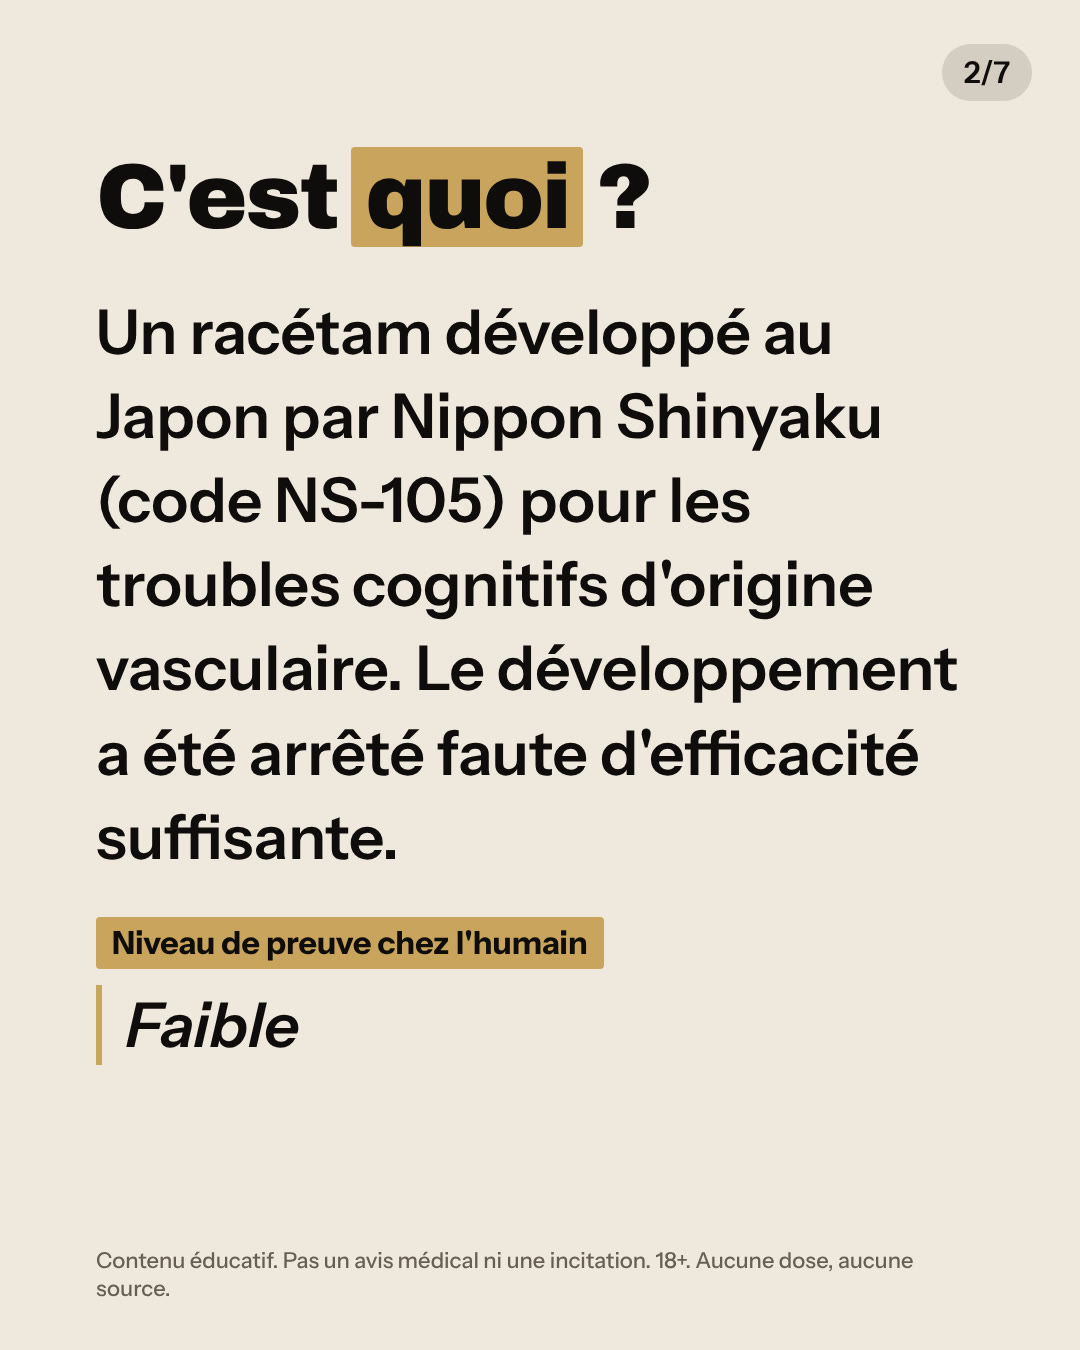 2/7
C'est quoi ?
Un racétam développé au
Japon par Nippon Shinyaku
(code NS-105) pour les
troubles cognitifs d'origine
vasculaire. Le développement
a été arrêté faute d'efficacité
suffisante.
Niveau de preuve chez l'humain
Faible
Contenu éducatif. Pas un avis médical ni une incitation. 18+. Aucune dose, aucune
source.